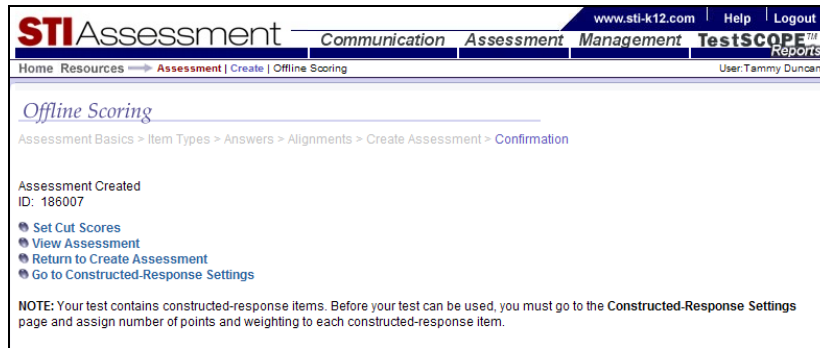 www.sti-k12.com Help Logout
STIAssessment
Communication Assessment Management TestSCOPE™ Reports
Home Resources Assessment | Create | Offline Scoring User:Tammy Duncan
Offline Scoring
Assessment Basics > Item Types > Answers > Alignments > Create Assessment > Confirmation
Assessment Created
ID: 186007
Set Cut Scores
View Assessment
Return to Create Assessment
Go to Constructed-Response Settings
NOTE: Your test contains constructed-response items. Before your test can be used, you must go to the Constructed-Response Settings
page and assign number of points and weighting to each constructed-response item.